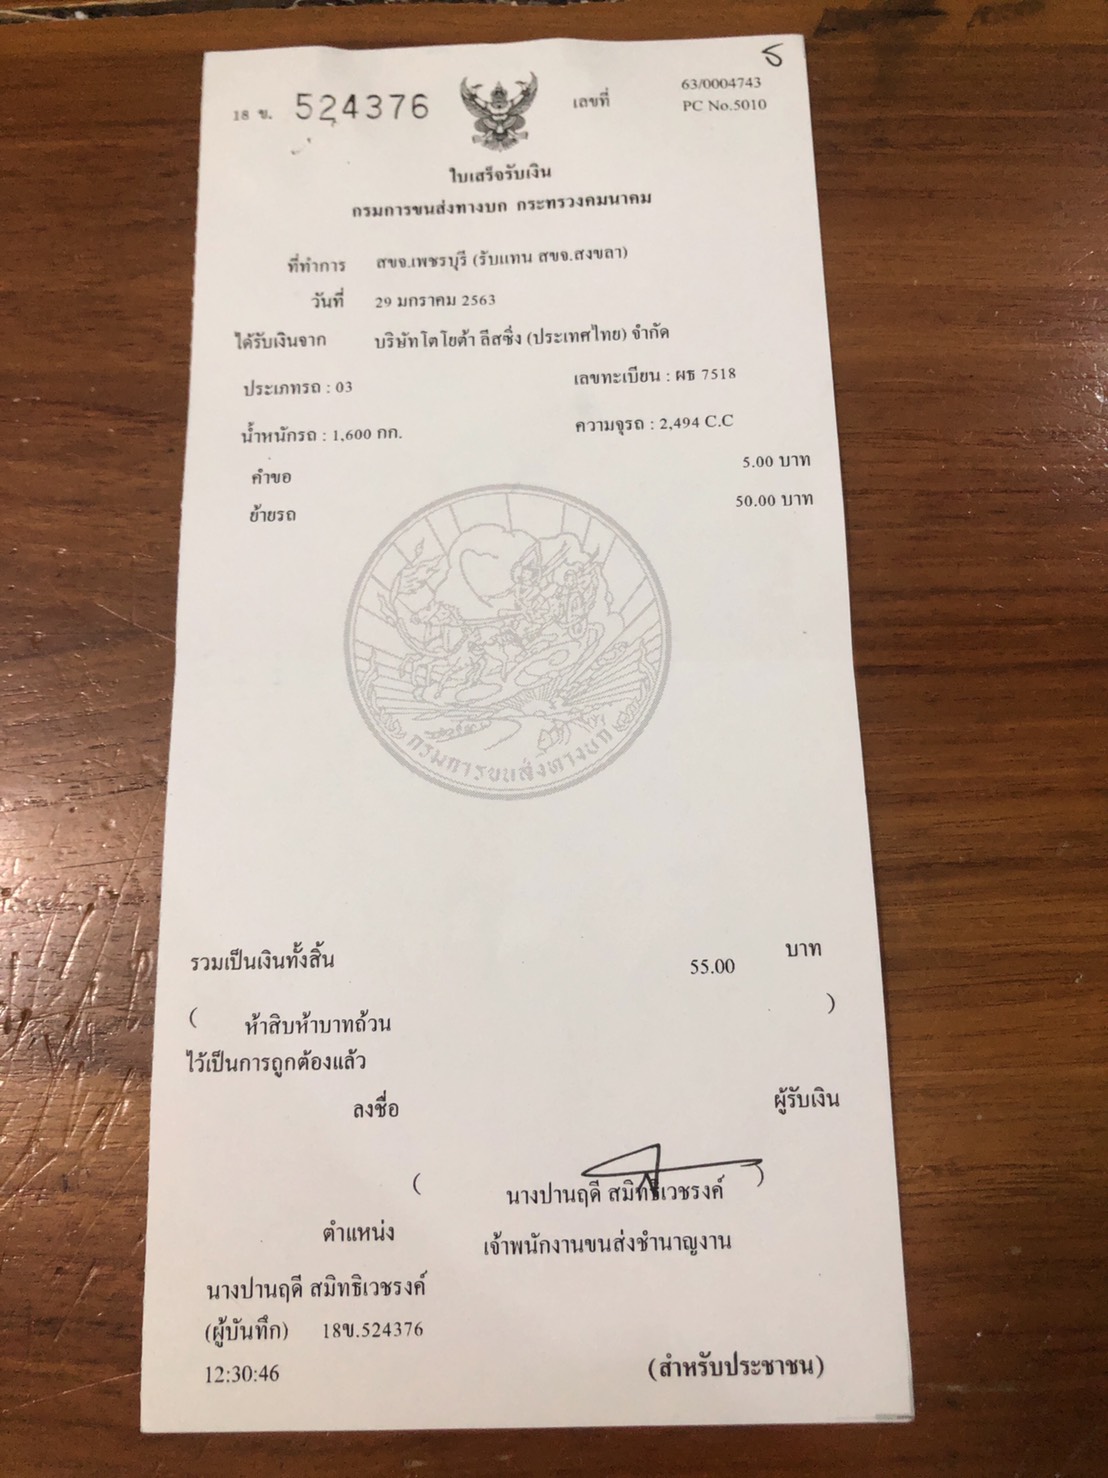 18 ข. 524376 เลขที่ 63/0004743
PC No.5010
ใบเสร็จรับเงิน
กรมการขนส่งทางบก กระทรวงคมนาคม
ที่ทำการ สขจ.เพชรบุรี (รับแทน สขจ.สงขลา)
วันที่ 29 มกราคม 2563
ได้รับเงินจาก บริษัทโตโยต้า ลีสซิ่ง (ประเทศไทย) จำกัด
ประเภทรถ : 03 เลขทะเบียน : ผธ 7518
น้ำหนักรถ : 1,600 กก. ความจุรถ : 2,494 C.C
คำขอ 5.00 บาท
ย้ายรถ 50.00 บาท
กรมการขนส่งทางบก
รวมเป็นเงินทั้งสิ้น 55.00 บาท
( ห้าสิบห้าบาทถ้วน )
ไว้เป็นการถูกต้องแล้ว
ลงชื่อ ผู้รับเงิน
( นางปานฤดี สมิทธิเวชรงค์ )
ตำแหน่ง เจ้าพนักงานขนส่งชำนาญงาน
นางปานฤดี สมิทธิเวชรงค์
(ผู้บันทึก) 18ข.524376
12:30:46 (สำหรับประชาชน)